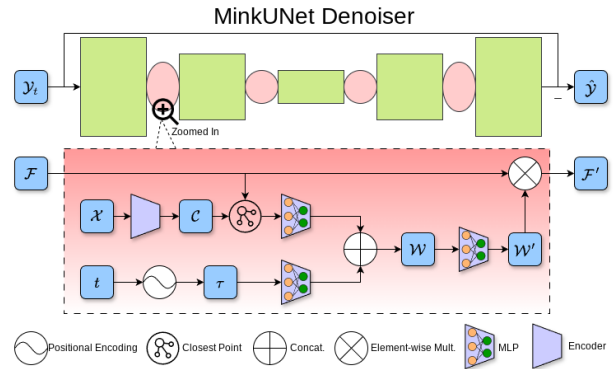 MinkUNet Denoiser
𝒴ₜ
𝒴̂
–
Zoomed In
ℱ
ℱ′
𝒳
𝒞
𝒲
𝒲′
t
τ
Positional Encoding
Closest Point
Concat.
Element-wise Mult.
MLP
Encoder